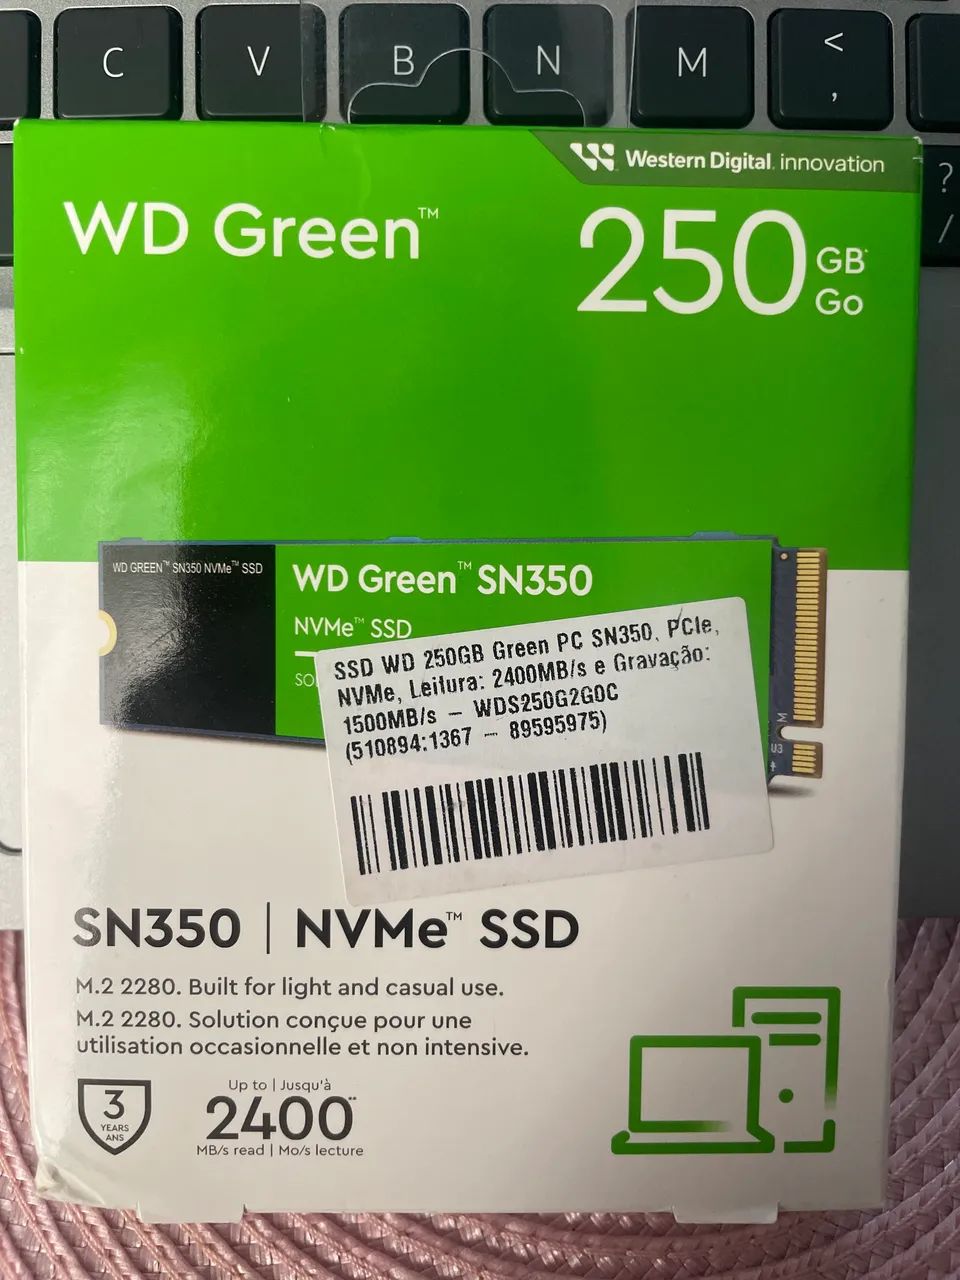 C V B N M <
,
?
/
Western Digital. innovation
WD Green™
250 GB*
Go
WD GREEN™ SN350 NVMe™ SSD
WD Green™ SN350
NVMe™ SSD
SSD WD 250GB Green PC SN350, PCIe,
NVMe, Leitura: 2400MB/s e Gravação:
1500MB/s – WDS250G2G0C
(510894:1367 – 89595975)
M
U3
SN350 | NVMe™ SSD
M.2 2280. Built for light and casual use.
M.2 2280. Solution conçue pour une
utilisation occasionnelle et non intensive.
3
YEARS
ANS
Up to | Jusqu'à
2400**
MB/s read | Mo/s lecture